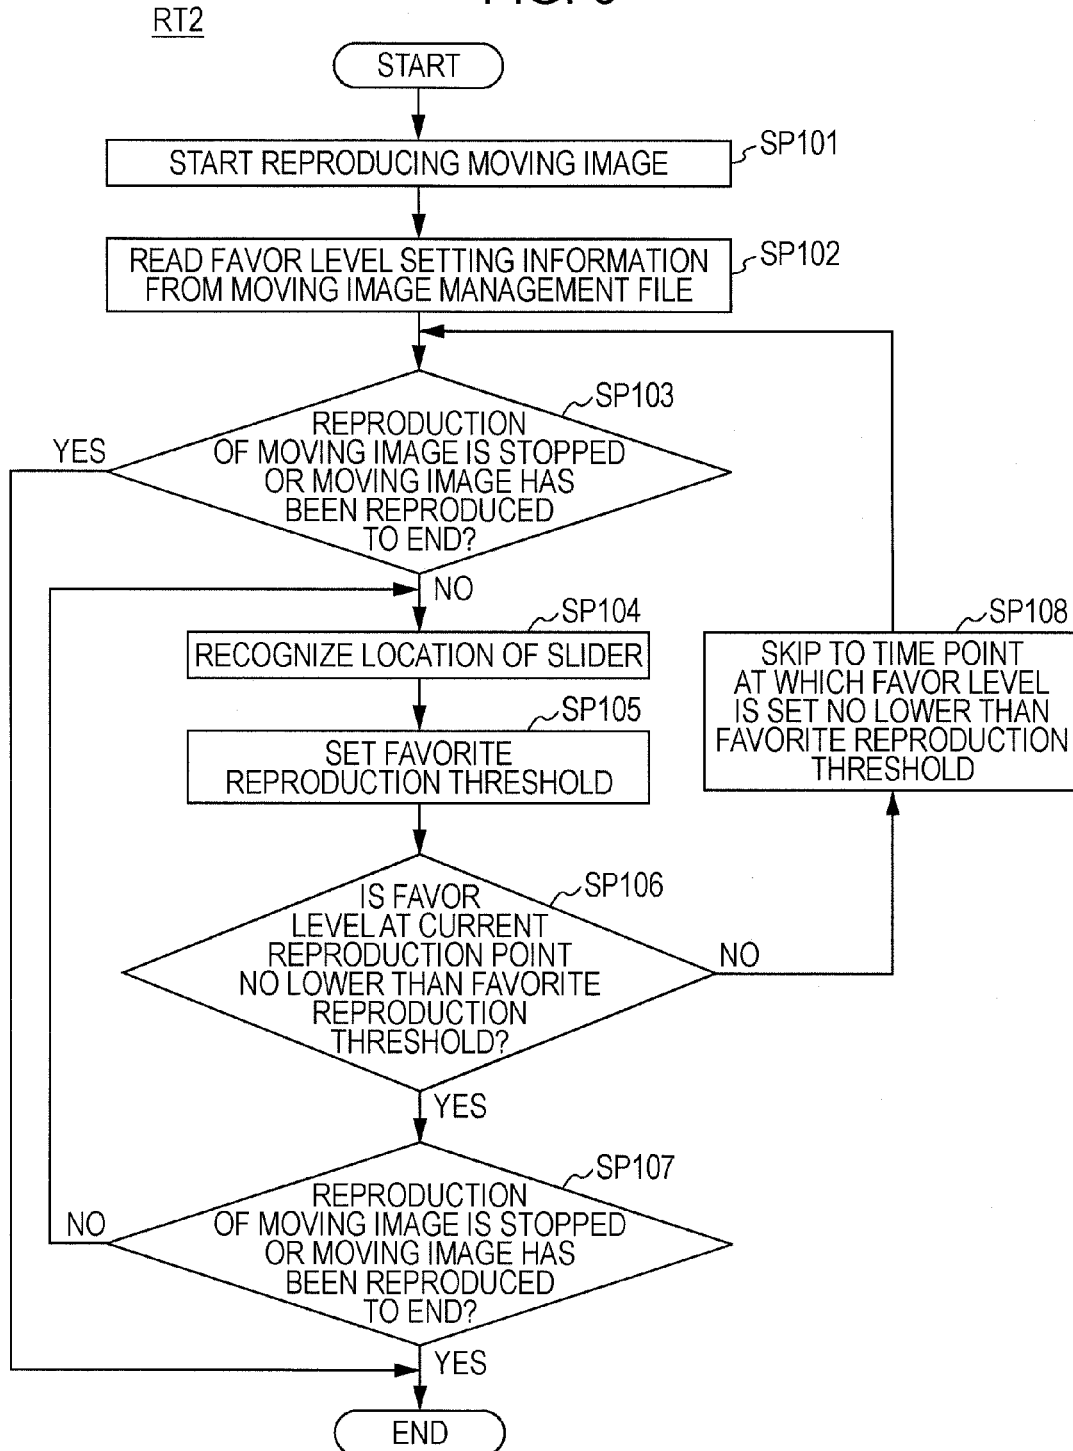 RT2
START
START REPRODUCING MOVING IMAGE
SP101
READ FAVOR LEVEL SETTING INFORMATION
FROM MOVING IMAGE MANAGEMENT FILE
SP102
REPRODUCTION
OF MOVING IMAGE IS STOPPED
OR MOVING IMAGE HAS
BEEN REPRODUCED
TO END?
SP103
YES
NO
RECOGNIZE LOCATION OF SLIDER
SP104
SET FAVORITE
REPRODUCTION THRESHOLD
SP105
SKIP TO TIME POINT
AT WHICH FAVOR LEVEL
IS SET NO LOWER THAN
FAVORITE REPRODUCTION
THRESHOLD
SP108
IS FAVOR
LEVEL AT CURRENT
REPRODUCTION POINT
NO LOWER THAN FAVORITE
REPRODUCTION
THRESHOLD?
SP106
NO
YES
REPRODUCTION
OF MOVING IMAGE IS STOPPED
OR MOVING IMAGE HAS
BEEN REPRODUCED
TO END?
SP107
NO
YES
END